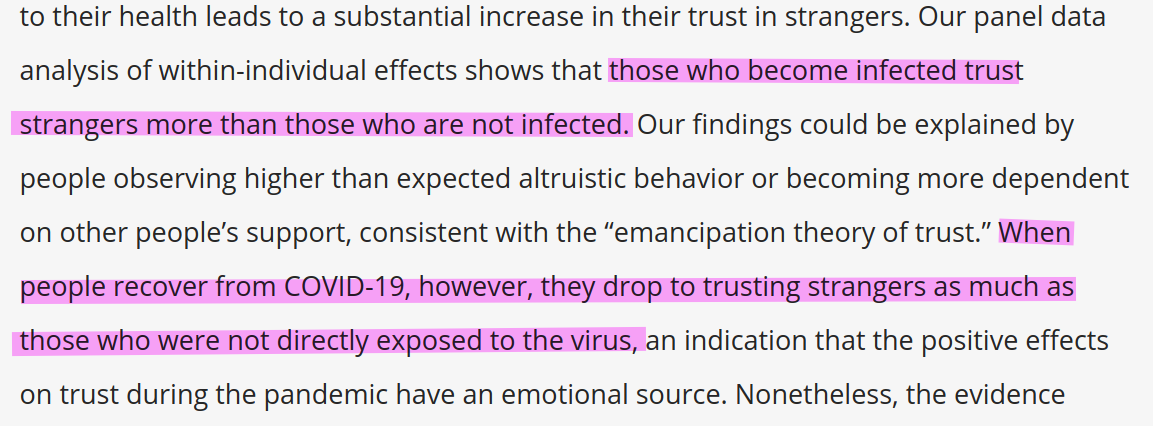 to their health leads to a substantial increase in their trust in strangers. Our panel data
analysis of within-individual effects shows that those who become infected trust
strangers more than those who are not infected. Our findings could be explained by
people observing higher than expected altruistic behavior or becoming more dependent
on other people’s support, consistent with the “emancipation theory of trust.” When
people recover from COVID-19, however, they drop to trusting strangers as much as
those who were not directly exposed to the virus, an indication that the positive effects
on trust during the pandemic have an emotional source. Nonetheless, the evidence